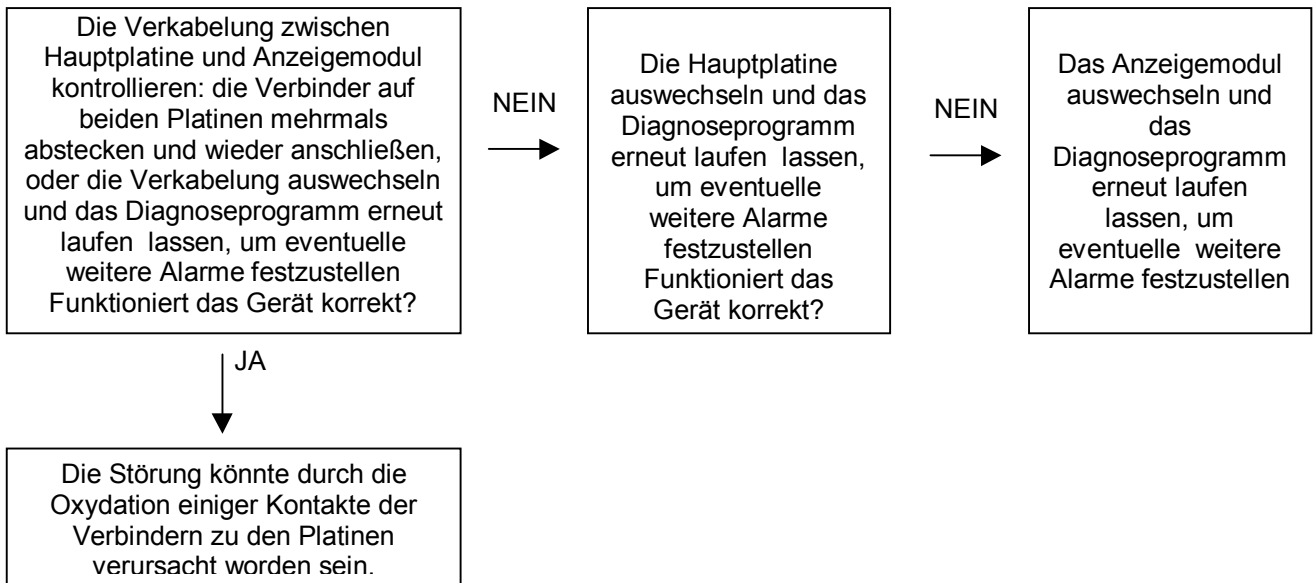 Die Verkabelung zwischen
Hauptplatine und Anzeigemodul
kontrollieren: die Verbinder auf
beiden Platinen mehrmals
abstecken und wieder anschließen,
oder die Verkabelung auswechseln
und das Diagnoseprogramm erneut
laufen lassen, um eventuelle
weitere Alarme festzustellen
Funktioniert das Gerät korrekt?
NEIN
Die Hauptplatine
auswechseln und das
Diagnoseprogramm
erneut laufen lassen,
um eventuelle
weitere Alarme
festzustellen
Funktioniert das
Gerät korrekt?
NEIN
Das Anzeigemodul
auswechseln und
das
Diagnoseprogramm
erneut laufen
lassen, um
eventuelle weitere
Alarme festzustellen
JA
Die Störung könnte durch die
Oxydation einiger Kontakte der
Verbindern zu den Platinen
verursacht worden sein.